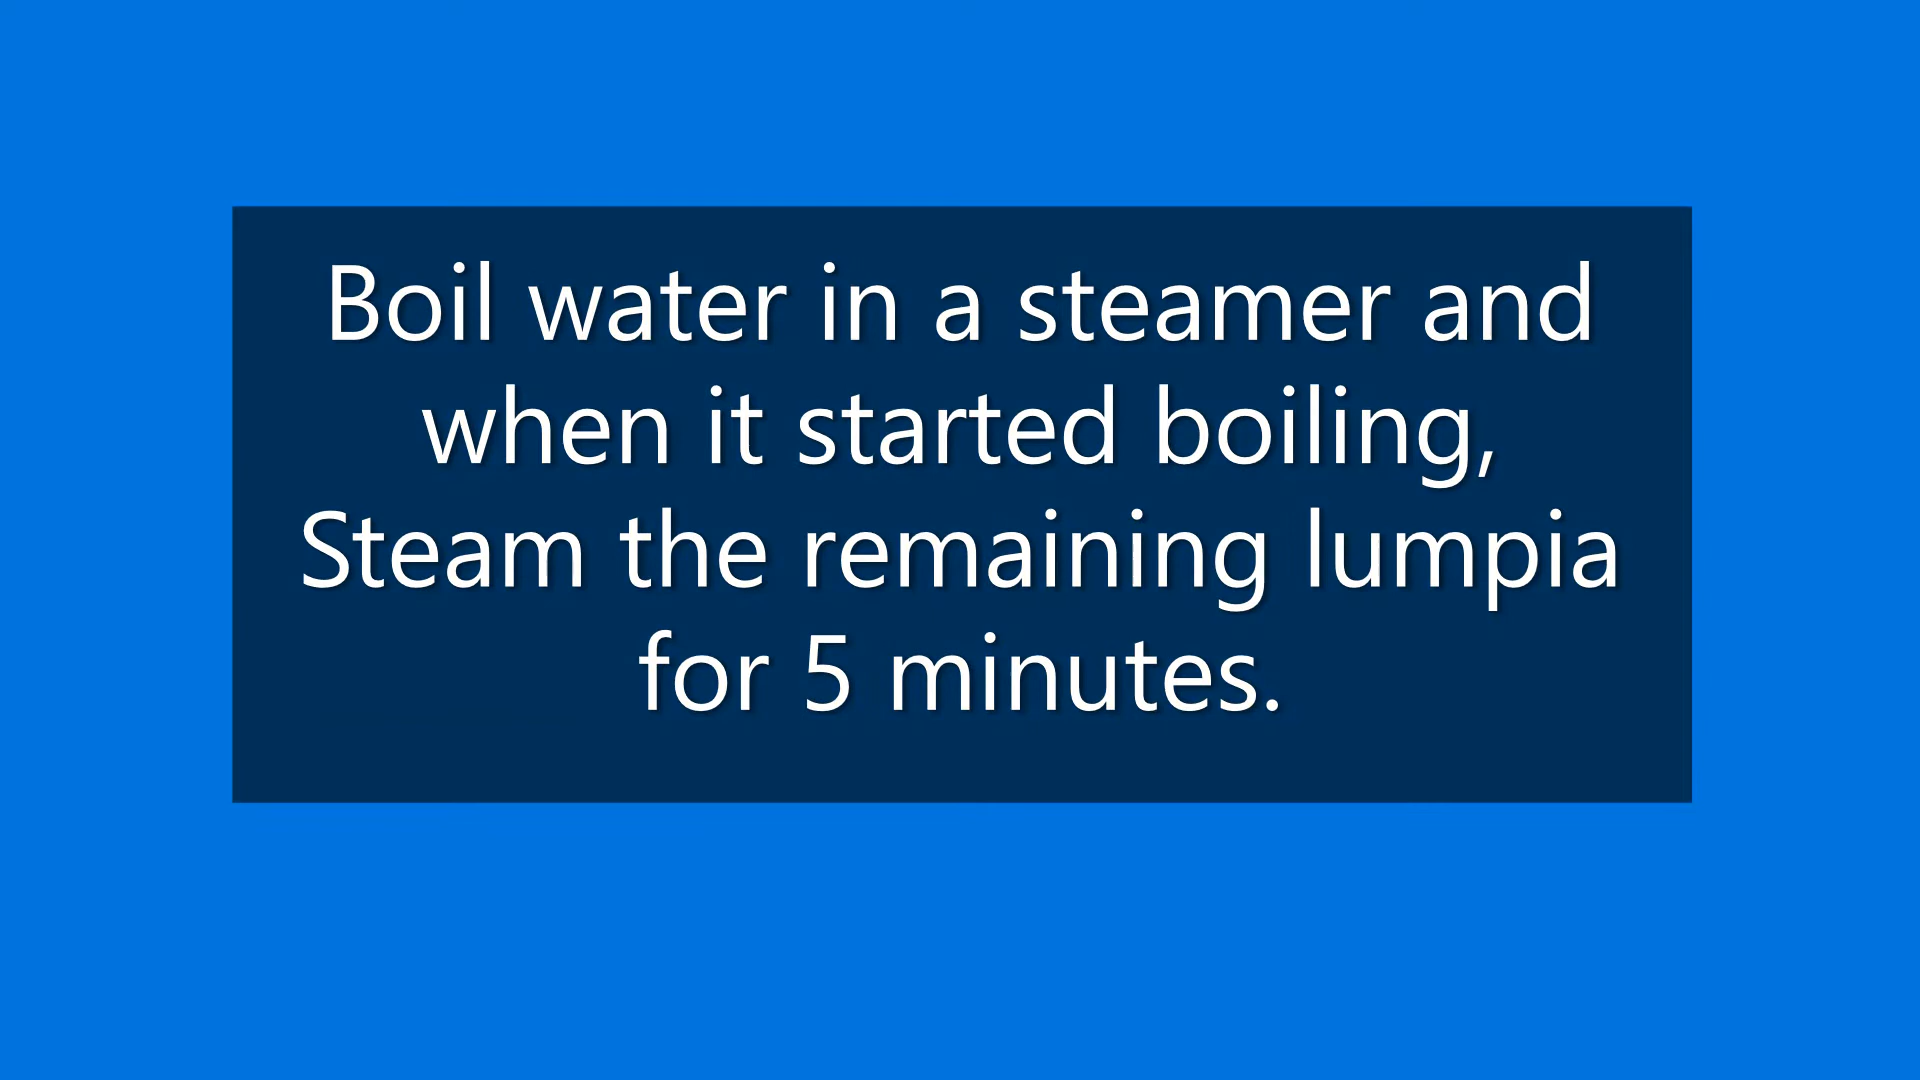 Boil water in a steamer and
when it started boiling,
Steam the remaining lumpia
for 5 minutes.